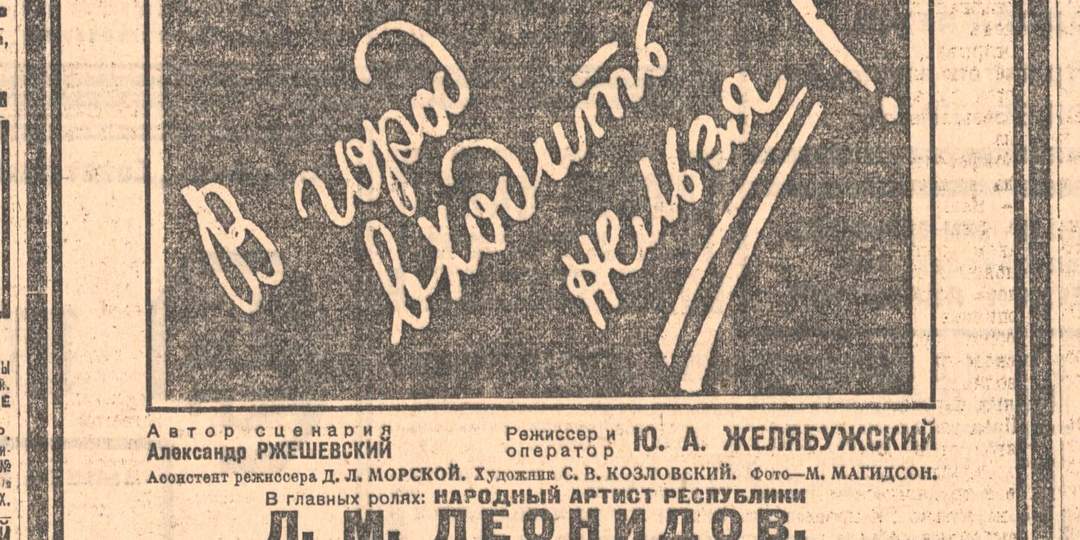 В город
входить
нельзя!
Автор сценария
Александр РЖЕШЕВСКИЙ
Режиссер и
оператор
Ю. А. ЖЕЛЯБУЖСКИЙ
Ассистент режиссера Д. Л. МОРСКОЙ. Художник С. В. КОЗЛОВСКИЙ. Фото—М. МАГИДСОН.
В главных ролях: НАРОДНЫЙ АРТИСТ РЕСПУБЛИКИ
Л. М. ЛЕОНИДОВ.